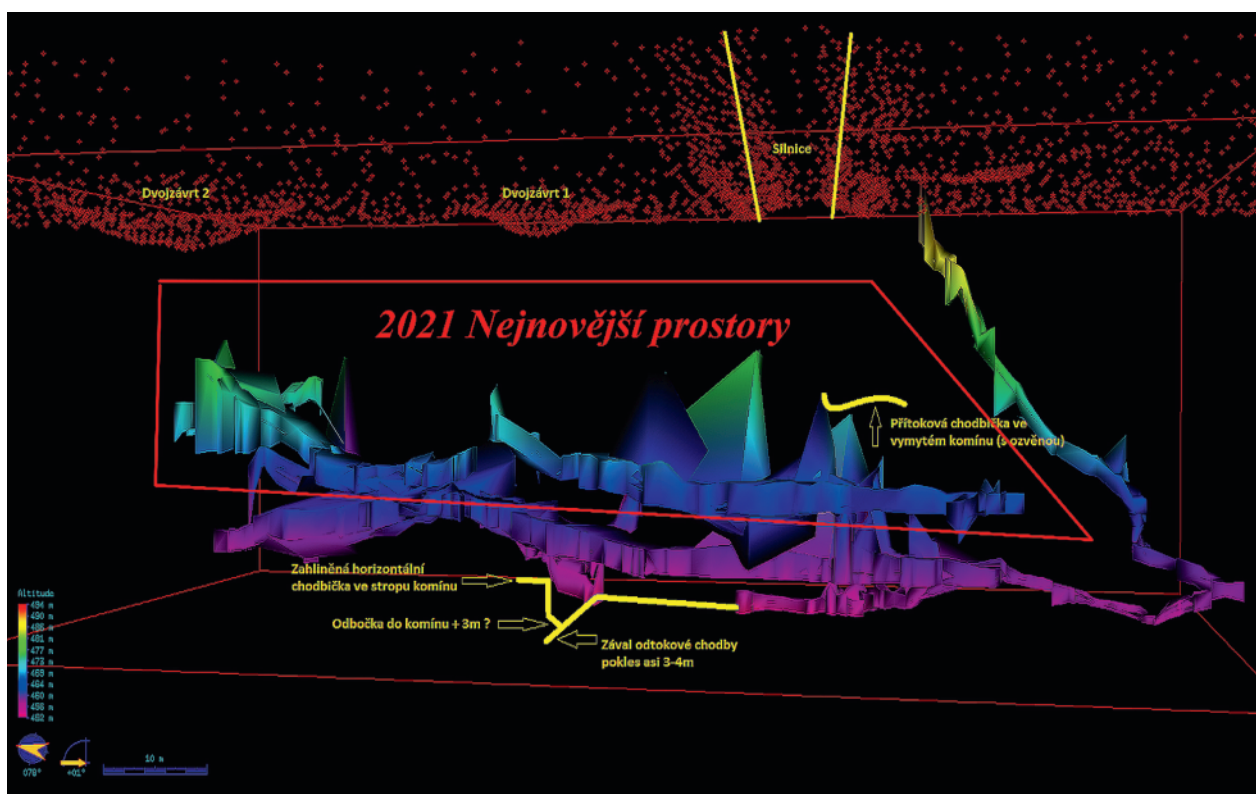 Silnice
Dvojzávrt 2
Dvojzávrt 1
2021 Nejnovější prostory
Přítoková chodbička ve
vymytém komínu (s ozvěnou)
Zahliněná horizontální
chodbička ve stropu komínu
Odbočka do komínu + 3m ?
Zával odtokové chodby
pokles asi 3-4m
Altitude
494 m
490 m
486 m
481 m
477 m
473 m
469 m
464 m
460 m
456 m
452 m
079°
+01°
10 m